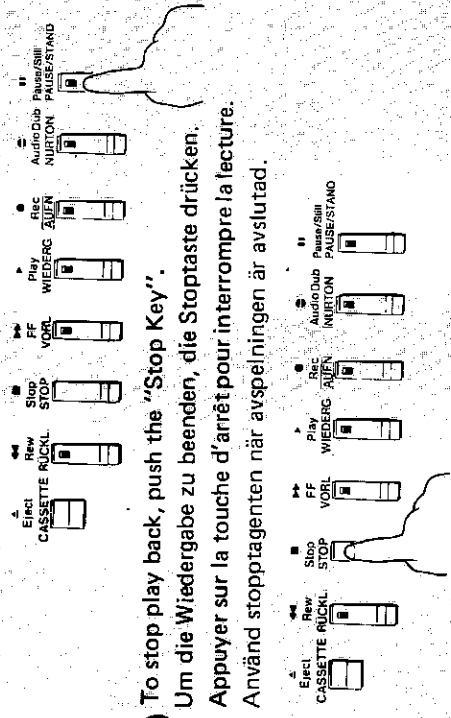 Eject Rew Stop FF Play Rec Audio Dub Pause/Still
CASSETTE RÜCKL. STOP VORL WIEDERG AUFN NURTON PAUSE/STAND
To stop play back, push the "Stop Key".
Um die Wiedergabe zu beenden, die Stoptaste drücken.
Appuyer sur la touche d'arrêt pour interrompre la lecture.
Använd stopptagenten när avspelningen är avslutad.
Eject Rew Stop FF Play Rec Audio Dub Pause/Still
CASSETTE RÜCKL. STOP VORL WIEDERG AUFN NURTON PAUSE/STAND